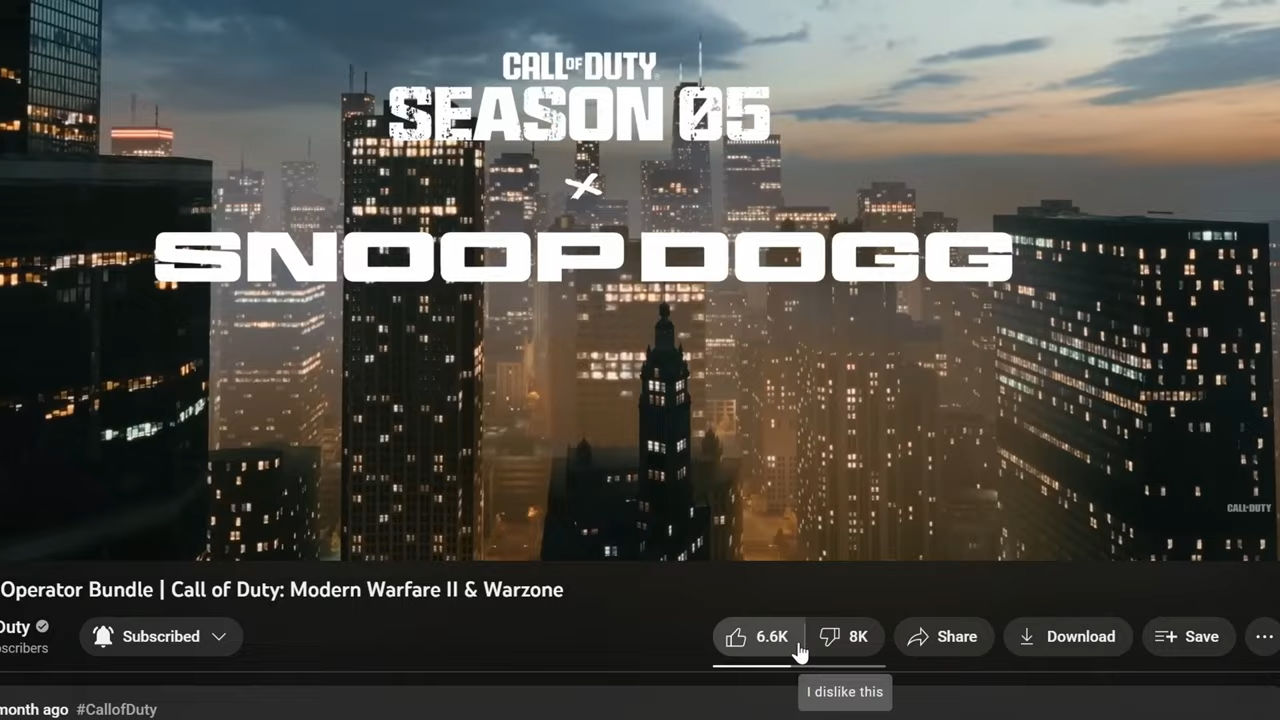 CALL OF DUTY
SEASON 05
×
SNOOP DOGG
CALL OF DUTY
Operator Bundle | Call of Duty: Modern Warfare II & Warzone
Duty
Subscribed
6.6K
8K
Share
Download
Save
scribers
I dislike this
month ago #CallofDuty